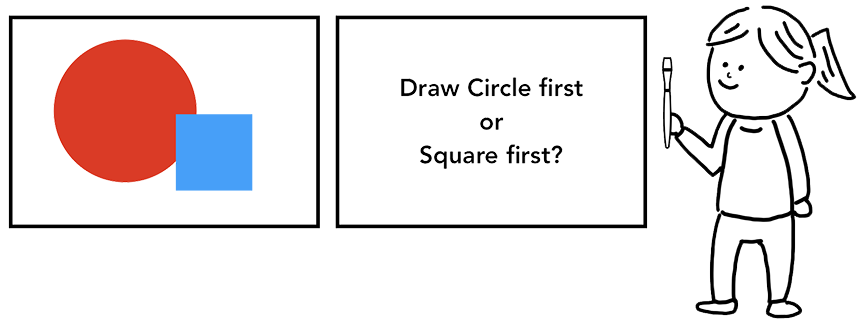 Draw Circle first
or
Square first?